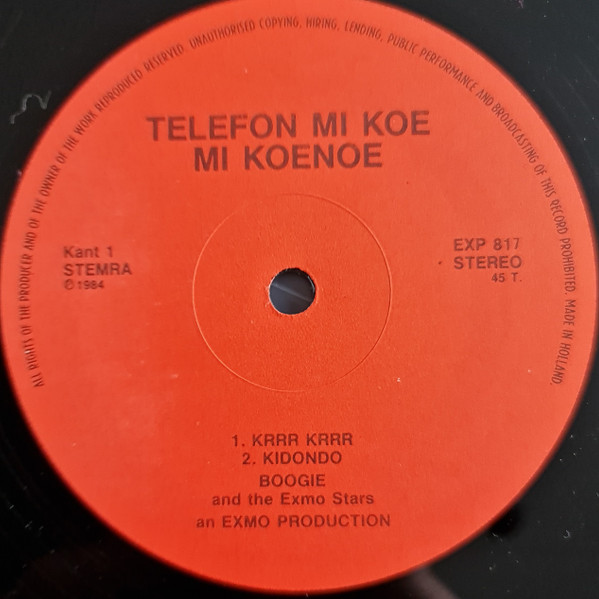 ALL RIGHTS OF THE PRODUCER AND OF THE OWNER OF THE WORK REPRODUCED RESERVED. UNAUTHORISED COPYING, HIRING, LENDING, PUBLIC PERFORMANCE AND BROADCASTING OF THIS RECORD PROHIBITED. MADE IN HOLLAND.
TELEFON MI KOE
MI KOENOE
Kant 1
STEMRA
℗1984
EXP 817
STEREO
45 T.
1. KRRR KRRR
2. KIDONDO
BOOGIE
and the Exmo Stars
an EXMO PRODUCTION